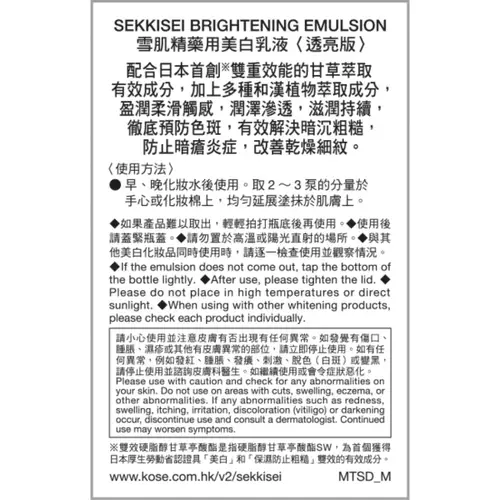 SEKKISEI BRIGHTENING EMULSION
雪肌精藥用美白乳液〈透亮版〉
配合日本首創※雙重效能的甘草萃取
有效成分，加上多種和漢植物萃取成分，
盈潤柔滑觸感，潤澤滲透，滋潤持續，
徹底預防色斑，有效解決暗沉粗糙，
防止暗瘡炎症，改善乾燥細紋。
〈使用方法〉
●早、晚化妝水後使用。取2～3泵的分量於
手心或化妝棉上，均勻延展塗抹於肌膚上。
◆如果產品難以取出，輕輕拍打瓶底後再使用。◆使用後
請蓋緊瓶蓋。◆請勿置於高溫或陽光直射的場所。◆與其
他美白化妝品同時使用時，請逐一檢查使用並觀察情況。
◆If the emulsion does not come out, tap the bottom of
the bottle lightly. ◆After use, please tighten the lid. ◆
Please do not place in high temperatures or direct
sunlight. ◆When using with other whitening products,
please check each product individually.
請小心使用並注意皮膚有否出現有任何異常。如發覺有傷口、
腫脹、濕疹或其他有皮膚異常的部位，請立即停止使用。如有任
何異常，例如發紅、腫脹、發癢、刺激、脫色（白斑）或變黑，
請停止使用並諮詢皮膚科醫生。如繼續使用或會令症狀惡化。
Please use with caution and check for any abnormalities on
your skin. Do not use on areas with cuts, swelling, eczema, or
other abnormalities. If any abnormalities such as redness,
swelling, itching, irritation, discoloration (vitiligo) or darkening
occur, discontinue use and consult a dermatologist. Continued
use may worsen symptoms.
※雙效硬脂醇甘草亭酸酯是指硬脂醇甘草亭酸酯SW，為首個獲得
日本厚生勞動省認證具「美白」和「保濕防止粗糙」雙效的有效成分。
www.kose.com.hk/v2/sekkisei MTSD_M